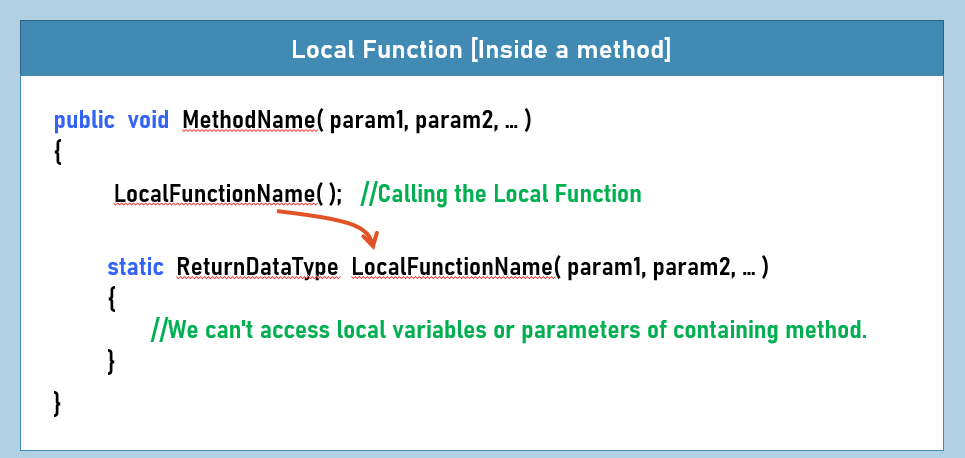 Local Function [Inside a method]
public void MethodName( param1, param2, ... )
{
LocalFunctionName( ); //Calling the Local Function
static ReturnDataType LocalFunctionName( param1, param2, ... )
{
//We can't access local variables or parameters of containing method.
}
}